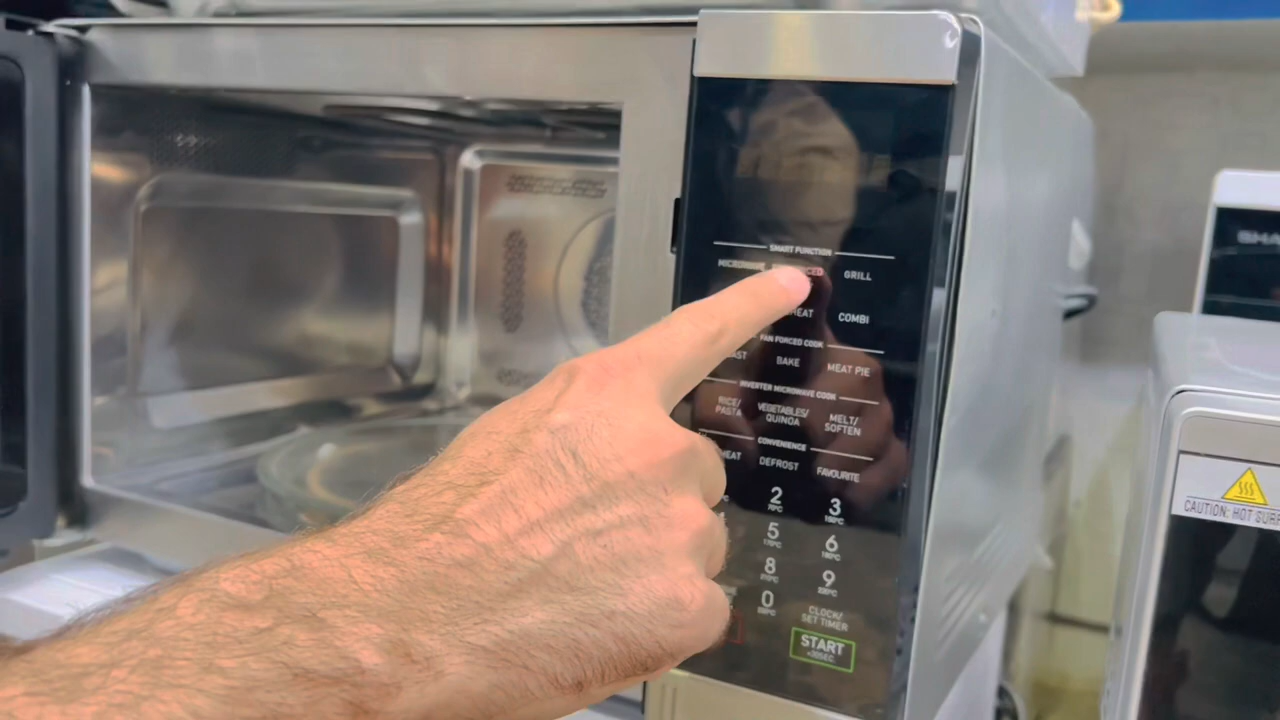 SMART FUNCTION
MICROWAVE
GRILL
COMBI
FAN FORCED COOK
BAKE
MEAT PIE
INVERTER MICROWAVE COOK
RICE/
PASTA
VEGETABLES/
QUINOA
MELT/
SOFTEN
CONVENIENCE
DEFROST
FAVOURITE
2
3
5
6
8
9
0
CLOCK/
SET TIMER
START
+30SEC.
CAUTION: HOT